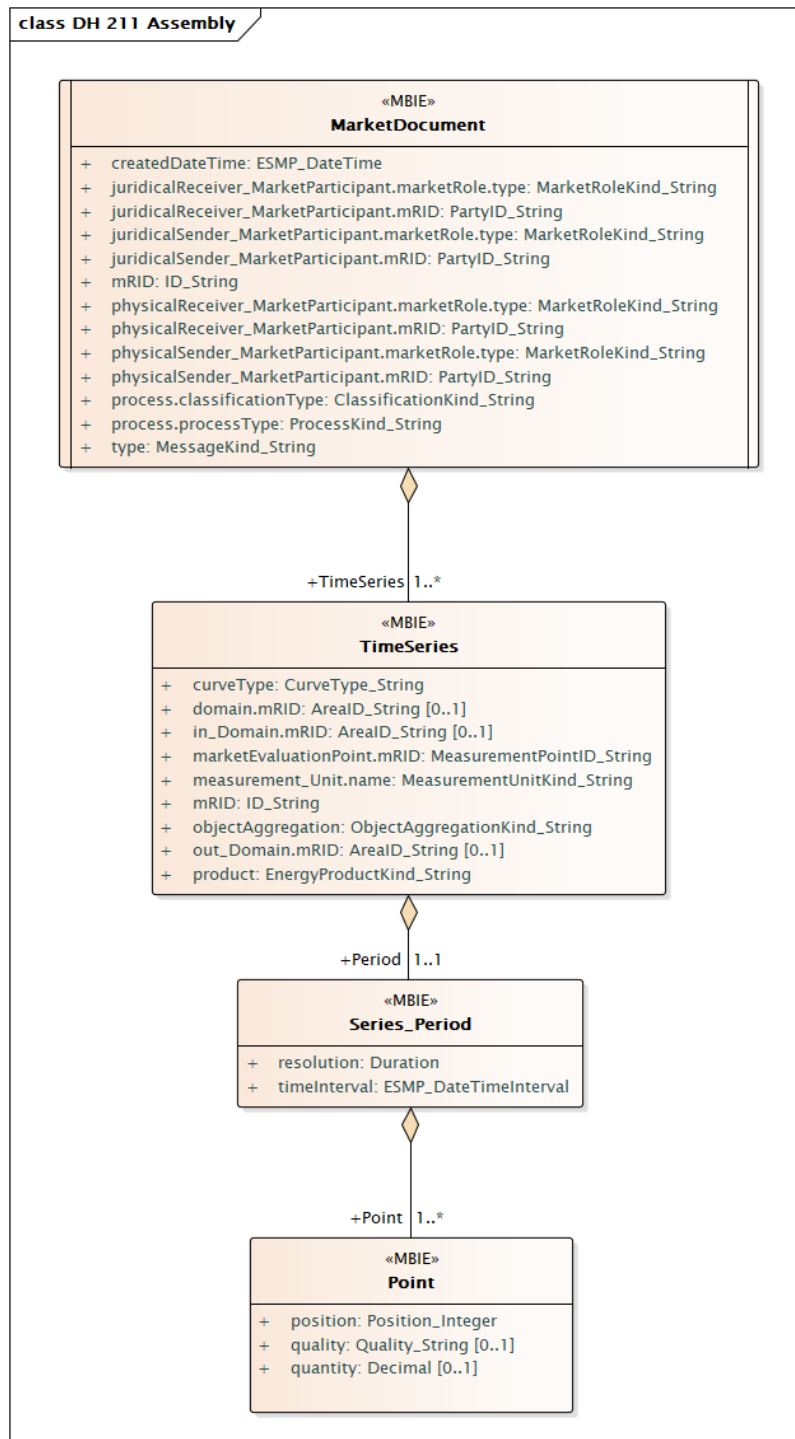 class DH 211 Assembly
«MBIE»
MarketDocument
+ createdDateTime: ESMP_DateTime
+ juridicalReceiver_MarketParticipant.marketRole.type: MarketRoleKind_String
+ juridicalReceiver_MarketParticipant.mRID: PartyID_String
+ juridicalSender_MarketParticipant.marketRole.type: MarketRoleKind_String
+ juridicalSender_MarketParticipant.mRID: PartyID_String
+ mRID: ID_String
+ physicalReceiver_MarketParticipant.marketRole.type: MarketRoleKind_String
+ physicalReceiver_MarketParticipant.mRID: PartyID_String
+ physicalSender_MarketParticipant.marketRole.type: MarketRoleKind_String
+ physicalSender_MarketParticipant.mRID: PartyID_String
+ process.classificationType: ClassificationKind_String
+ process.processType: ProcessKind_String
+ type: MessageKind_String
+TimeSeries 1..*
«MBIE»
TimeSeries
+ curveType: CurveType_String
+ domain.mRID: AreaID_String [0..1]
+ in_Domain.mRID: AreaID_String [0..1]
+ marketEvaluationPoint.mRID: MeasurementPointID_String
+ measurement_Unit.name: MeasurementUnitKind_String
+ mRID: ID_String
+ objectAggregation: ObjectAggregationKind_String
+ out_Domain.mRID: AreaID_String [0..1]
+ product: EnergyProductKind_String
+Period 1..1
«MBIE»
Series_Period
+ resolution: Duration
+ timeInterval: ESMP_DateTimeInterval
+Point 1..*
«MBIE»
Point
+ position: Position_Integer
+ quality: Quality_String [0..1]
+ quantity: Decimal [0..1]